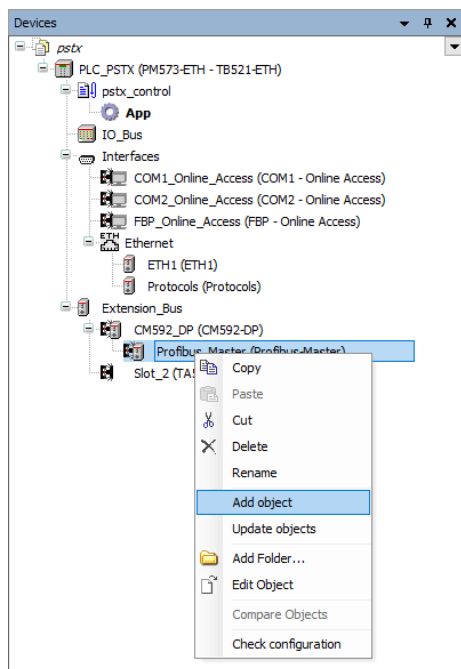 Devices
pstx
PLC_PSTX (PM573-ETH - TB521-ETH)
pstx_control
App
IO_Bus
Interfaces
COM1_Online_Access (COM1 - Online Access)
COM2_Online_Access (COM2 - Online Access)
FBP_Online_Access (FBP - Online Access)
ETH
Ethernet
ETH1 (ETH1)
Protocols (Protocols)
Extension_Bus
CM592_DP (CM592-DP)
Profibus_Master (Profibus-Master)
Slot_2
Copy
Paste
Cut
Delete
Rename
Add object
Update objects
Add Folder...
Edit Object
Compare Objects
Check configuration